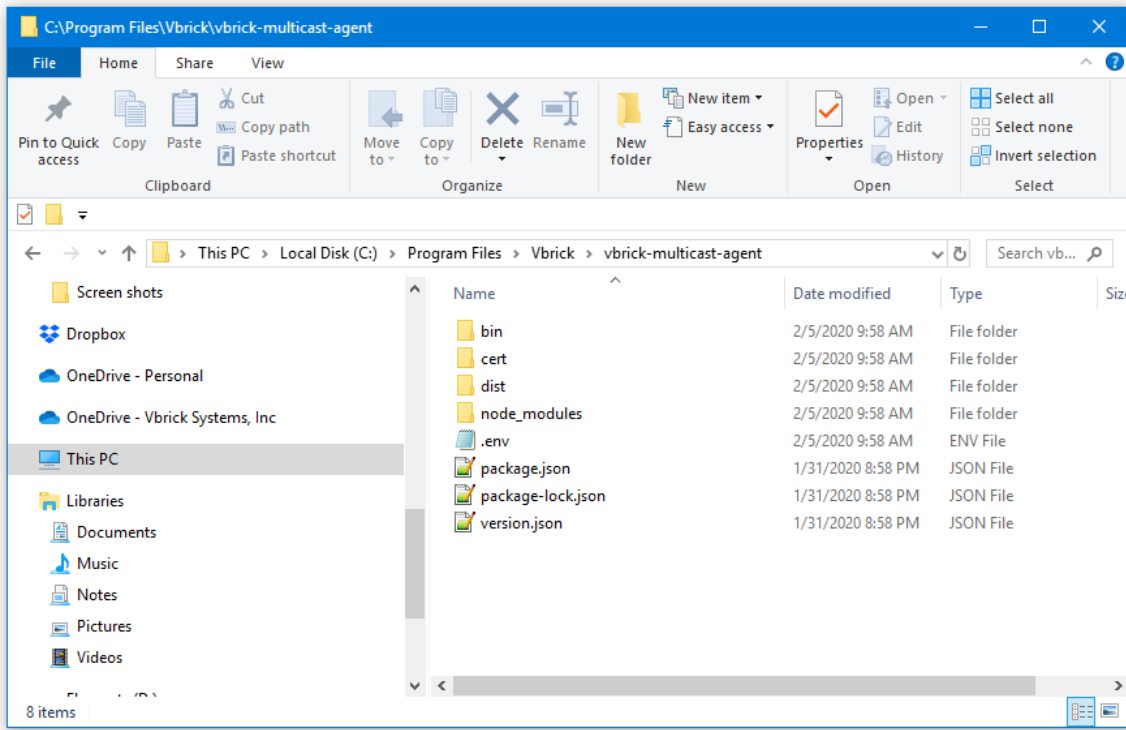 C:\Program Files\Vbrick\vbrick-multicast-agent
File Home Share View
Pin to Quick access
Copy
Paste
Cut
Copy path
Paste shortcut
Clipboard
Move to
Copy to
Delete
Rename
Organize
New folder
New item
Easy access
New
Properties
Open
Edit
History
Open
Select all
Select none
Invert selection
Select
This PC > Local Disk (C:) > Program Files > Vbrick > vbrick-multicast-agent
Search vb...
Screen shots
Dropbox
OneDrive - Personal
OneDrive - Vbrick Systems, Inc
This PC
Libraries
Documents
Music
Notes
Pictures
Videos
Name Date modified Type
bin 2/5/2020 9:58 AM File folder
cert 2/5/2020 9:58 AM File folder
dist 2/5/2020 9:58 AM File folder
node_modules 2/5/2020 9:58 AM File folder
.env 2/5/2020 9:58 AM ENV File
package.json 1/31/2020 8:58 PM JSON File
package-lock.json 1/31/2020 8:58 PM JSON File
version.json 1/31/2020 8:58 PM JSON File
8 items